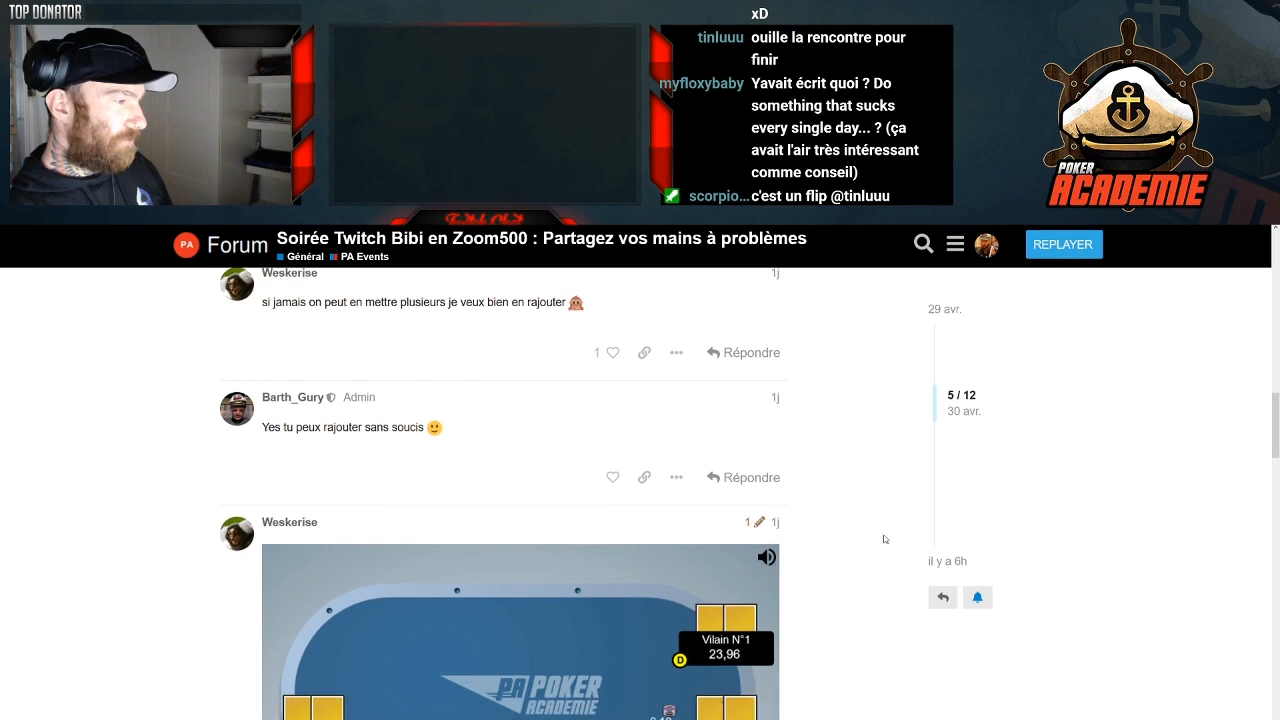 TOP DONATOR
xD
tinluuu ouille la rencontre pour
finir
myfloxybaby Yavait écrit quoi ? Do
something that sucks
every single day... ? (ça
avait l'air très intéressant
comme conseil)
scorpio... c'est un flip @tinluuu
POKER
ACADEMIE
PA Forum
Soirée Twitch Bibi en Zoom500 : Partagez vos mains à problèmes
Général PA Events
REPLAYER
Weskerise 1j
si jamais on peut en mettre plusieurs je veux bien en rajouter
1 Répondre
29 avr.
5 / 12
30 avr.
il y a 6h
Barth_Gury Admin 1j
Yes tu peux rajouter sans soucis
Répondre
Weskerise 1 1j
Vilain N°1
23,96
D
PA POKER
ACADEMIE